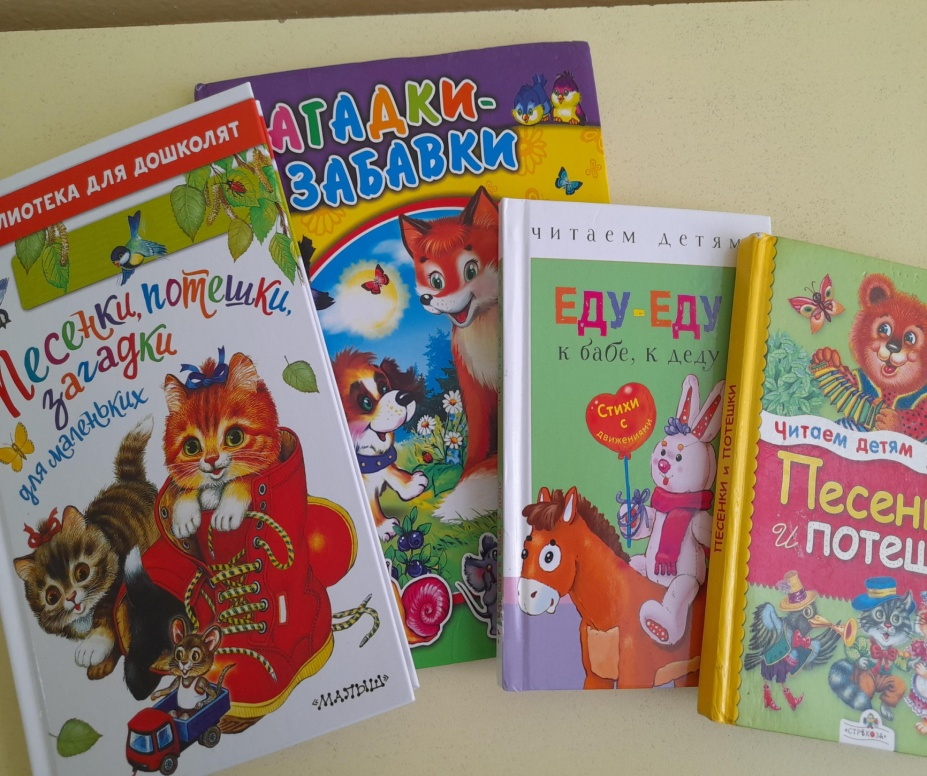 ЛИОТЕКА ДЛЯ ДОШКОЛЯТ
Песенки, потешки,
загадки
для маленьких
«МАЛЫШ»
АГАДКИ-
ЗАБАВКИ
читаем детям
ЕДУ-ЕДУ
к бабе, к деду
Стихи
с
движениями
ПЕСЕНКИ И ПОТЕШКИ
Читаем детям
Песен
и потеш
«СТРЕКОЗА»